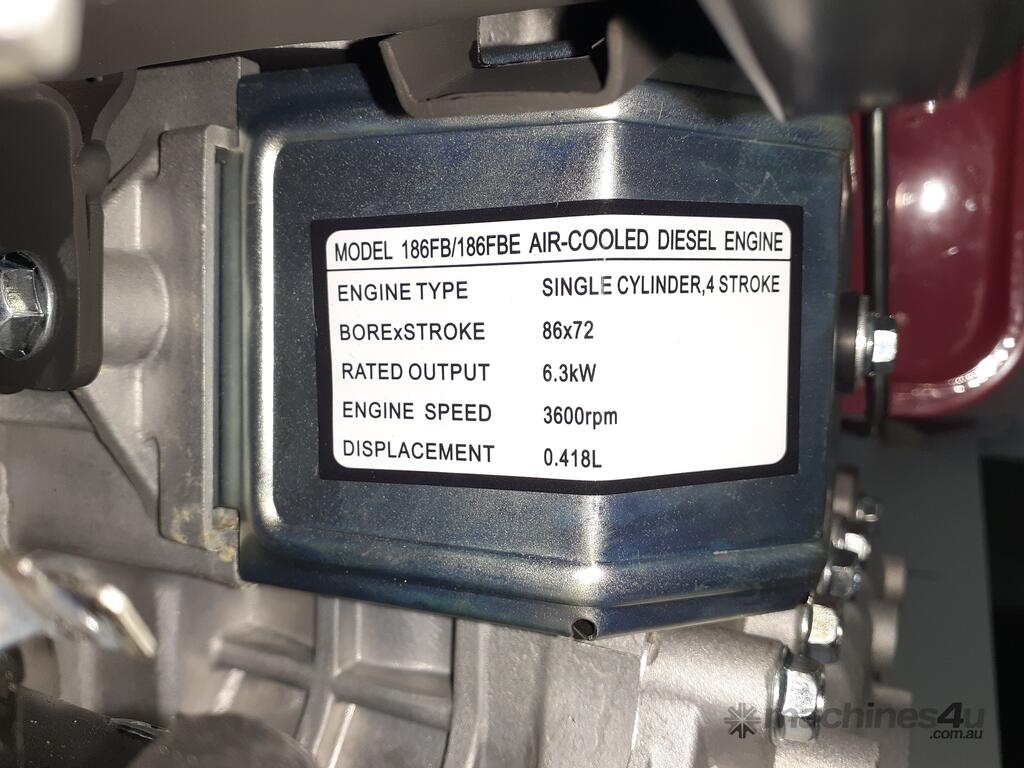 MODEL 186FB/186FBE AIR-COOLED DIESEL ENGINE
ENGINE TYPE SINGLE CYLINDER,4 STROKE
BORExSTROKE 86x72
RATED OUTPUT 6.3kW
ENGINE SPEED 3600rpm
DISPLACEMENT 0.418L
machines4u
.com.au